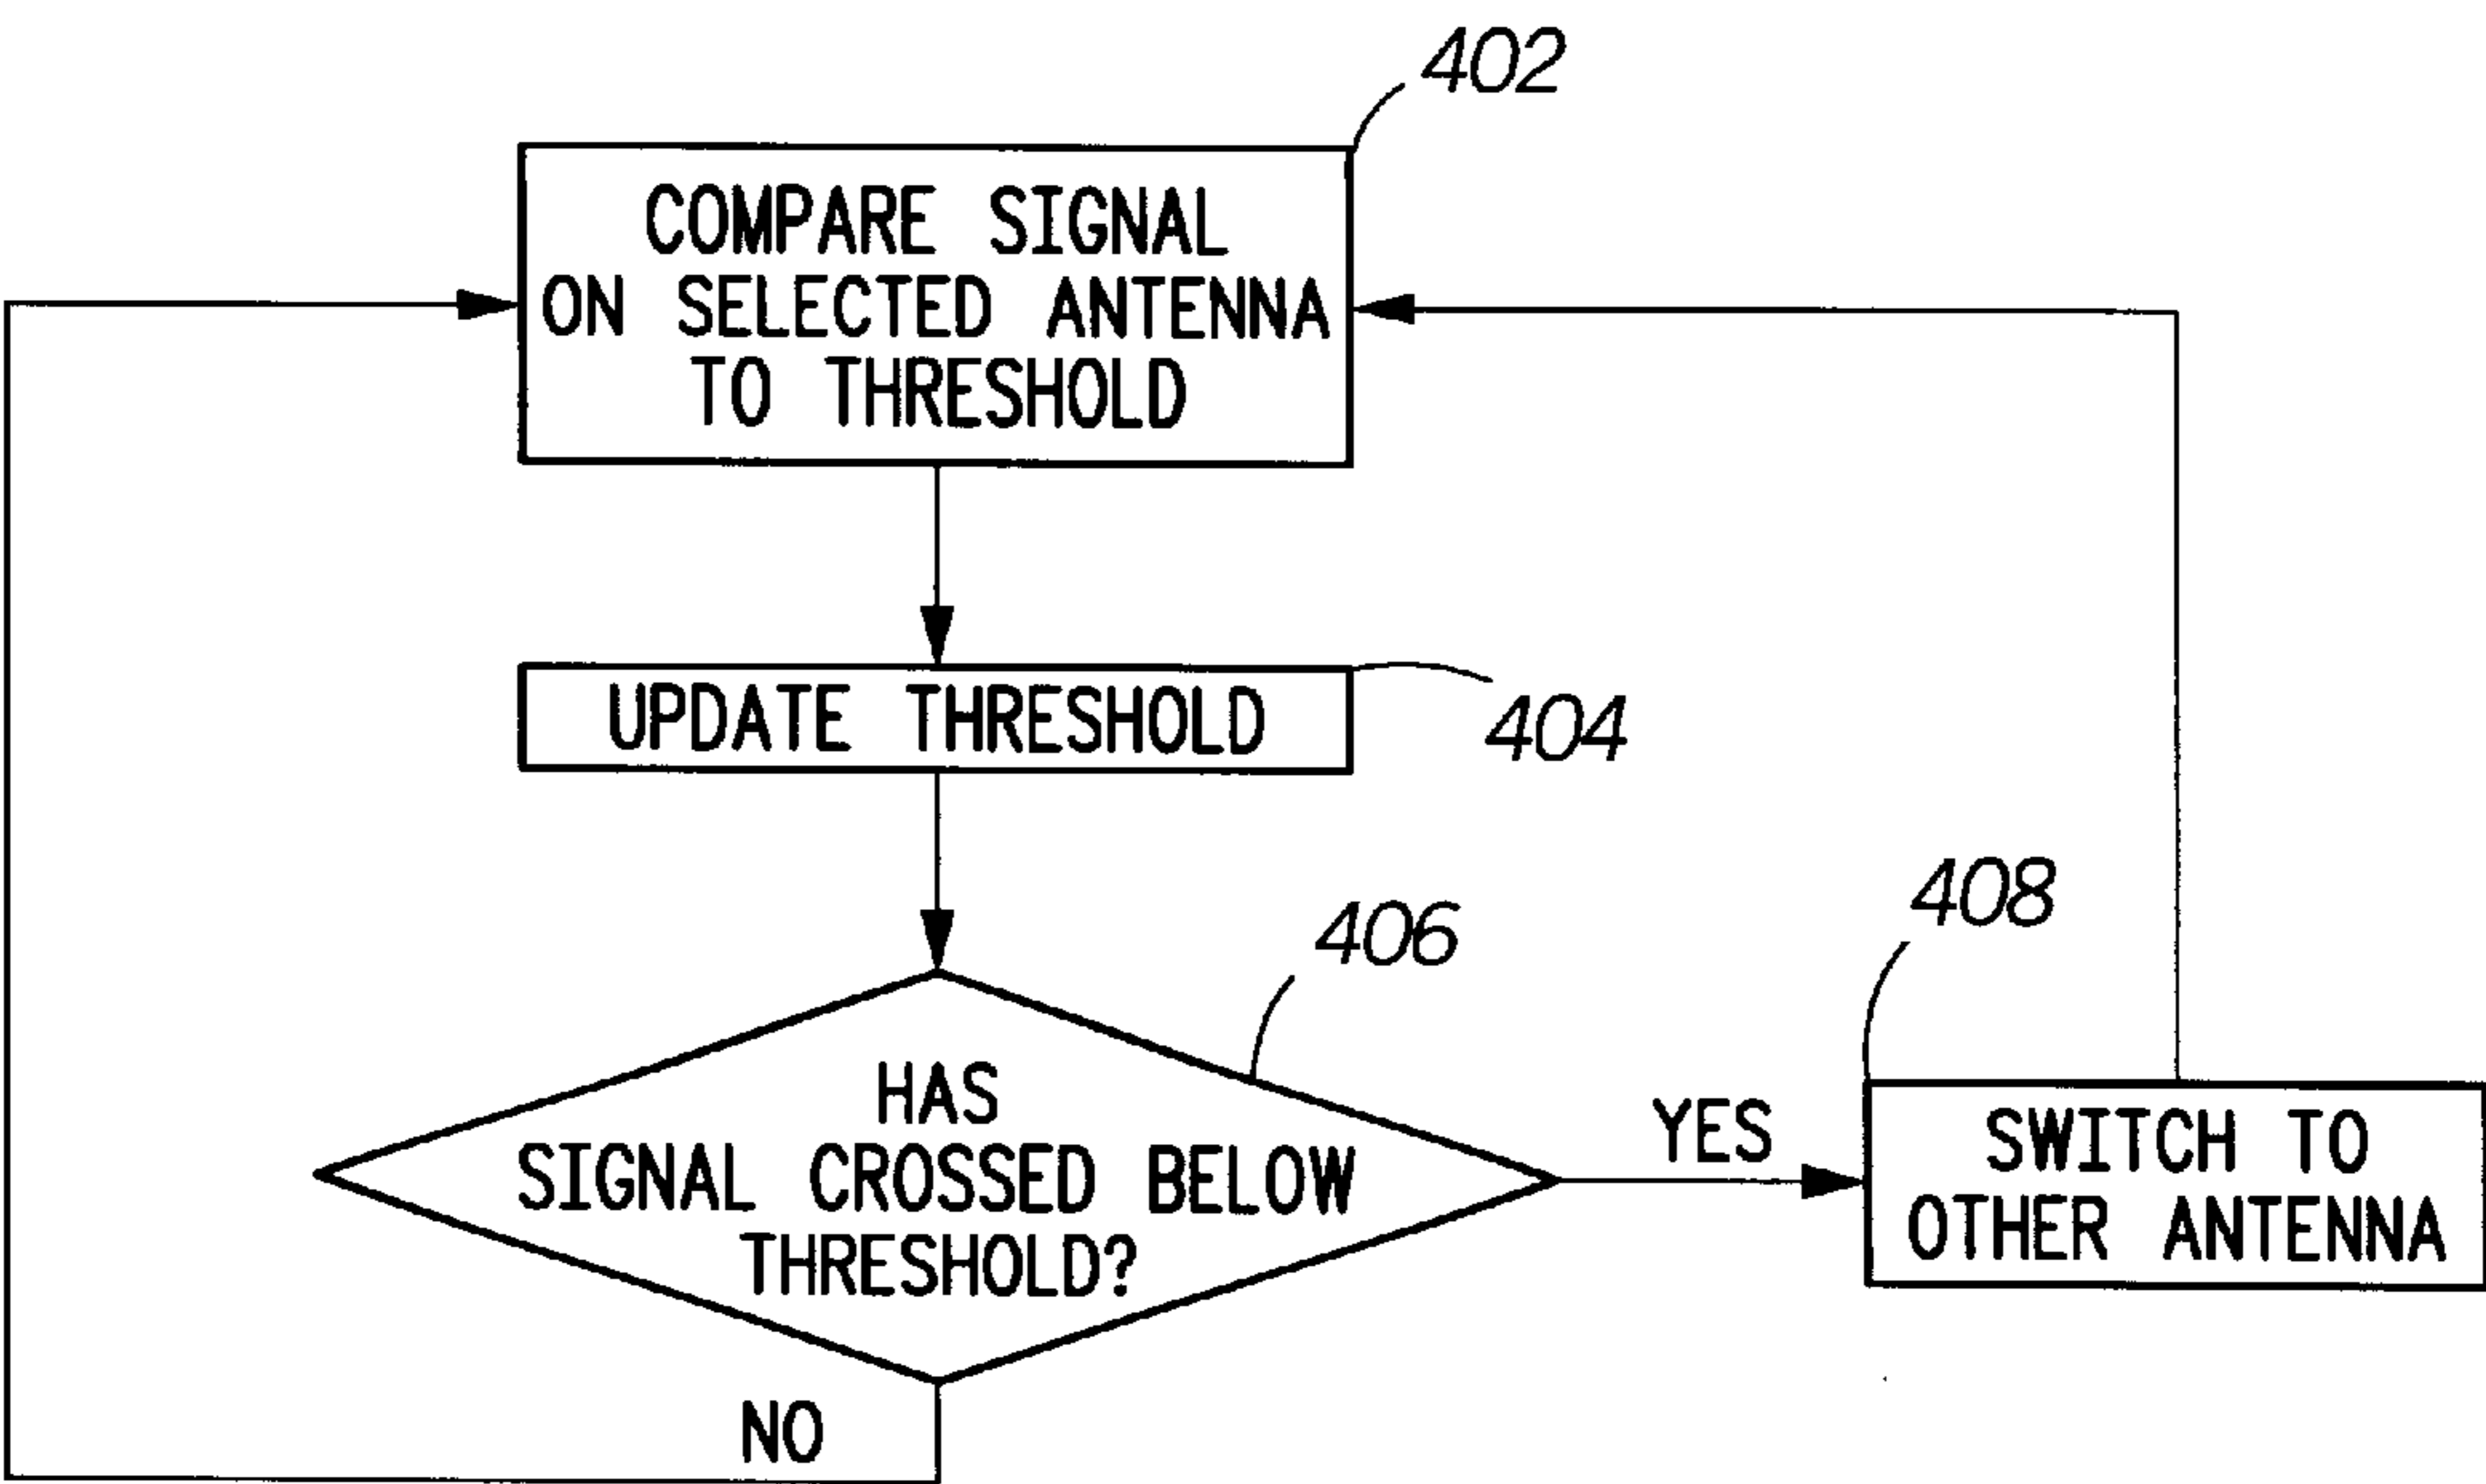 402
COMPARE SIGNAL
ON SELECTED ANTENNA
TO THRESHOLD
UPDATE THRESHOLD
404
406
408
HAS
SIGNAL CROSSED BELOW
THRESHOLD?
YES
SWITCH TO
OTHER ANTENNA
NO